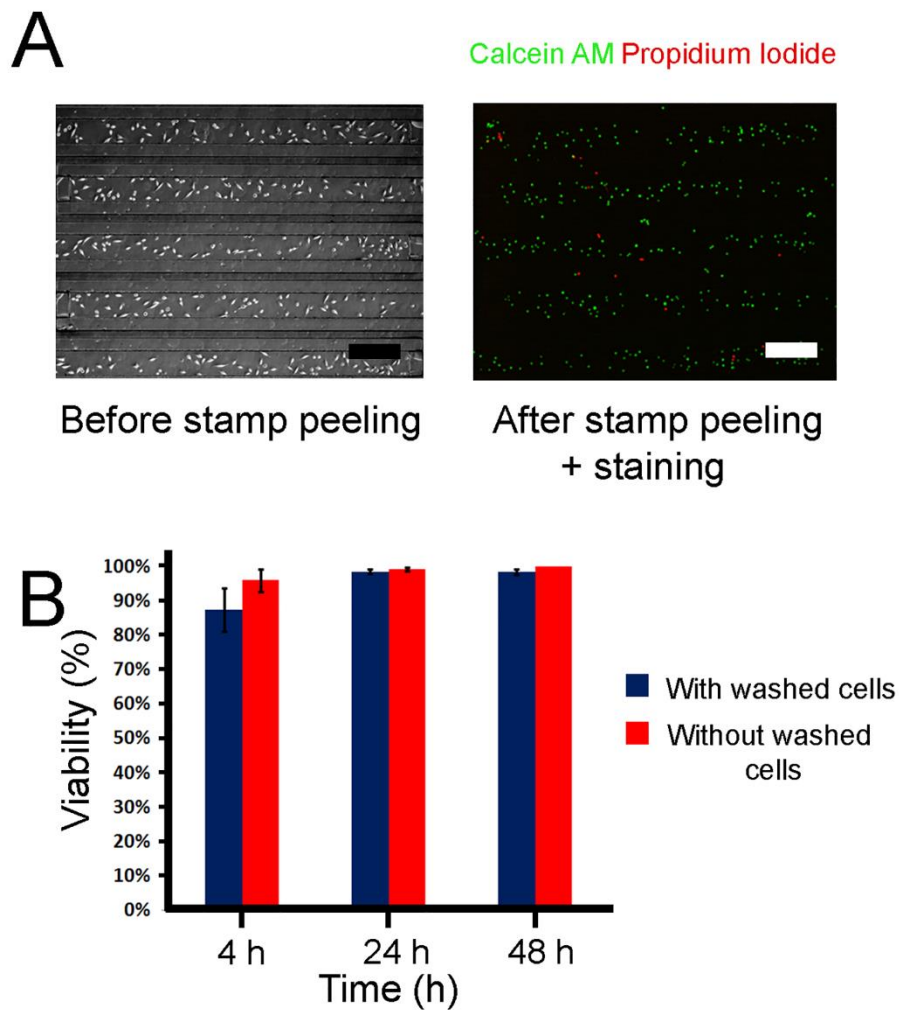 A
Calcein AM Propidium Iodide
Before stamp peeling
After stamp peeling
+ staining
B
Viability (%)
100%
90%
80%
70%
60%
50%
40%
30%
20%
10%
0%
4 h
24 h
48 h
Time (h)
With washed cells
Without washed
cells